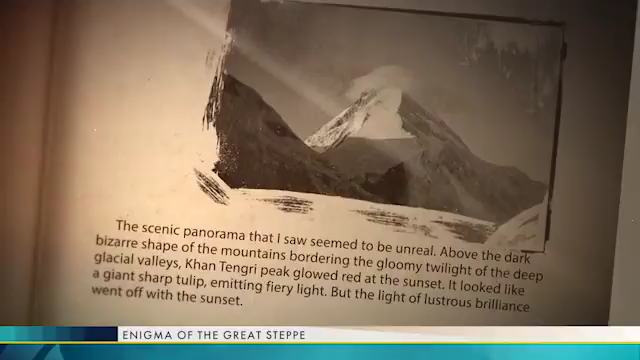 The scenic panorama that I saw seemed to be unreal. Above the dark
bizarre shape of the mountains bordering the gloomy twilight of the deep
glacial valleys, Khan Tengri peak glowed red at the sunset. It looked like
a giant sharp tulip, emitting fiery light. But the light of lustrous brilliance
went off with the sunset.
ENIGMA OF THE GREAT STEPPE